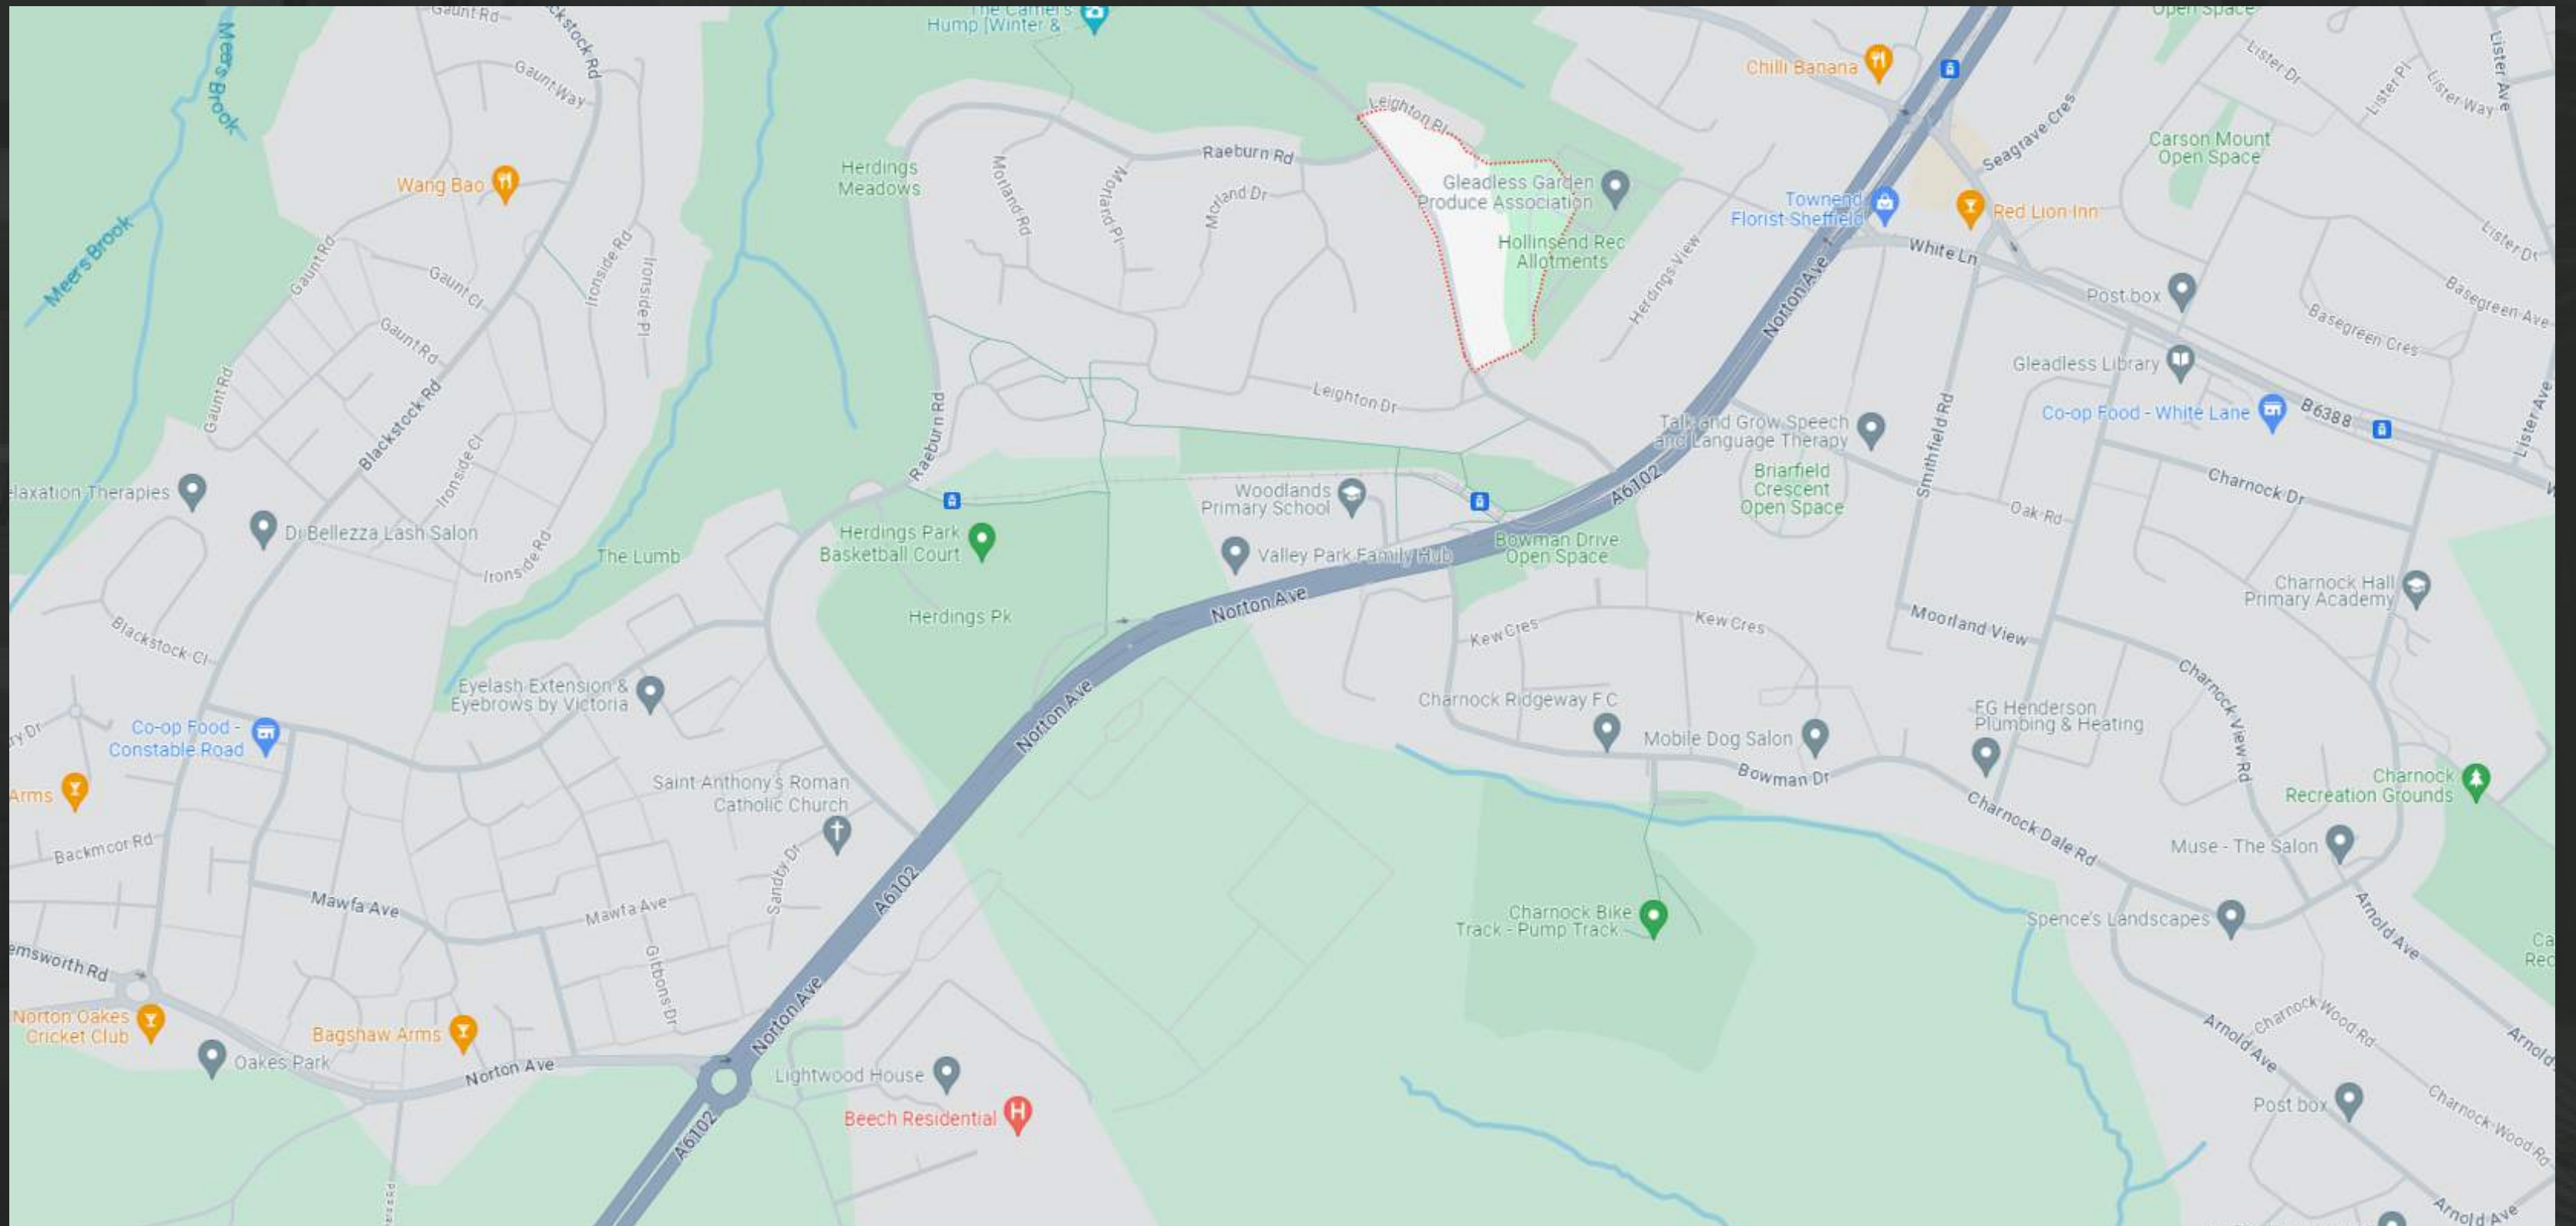 Gaunt Rd
Meers Brook
Hump [Winter &
Open Space
Gaunt Way
Chilli Banana
Lister Dr
Lister Pl
Lister Way
Lister Ave
Leighton Pl
Seagrave Cres
Carson Mount
Open Space
Raeburn Rd
Herdings
Meadows
Morland Rd
Morland Pl
Morland Dr
Wang Bao
Gleadless Garden
Produce Association
Townend
Florist Sheffield
Red Lion Inn
Meers Brook
Gaunt Rd
Ironside Rd
Ironside Pl
Hollinsend Rec
Allotments
Herdings View
White Ln
Lister Dr
Gaunt Cl
Norton Ave
Post box
Basegreen Ave
Basegreen Cres
Gaunt Rd
Gaunt Rd
Gleadless Library
Leighton Dr
Co-op Food - White Lane
B6388
Lister Ave
Blackstock Rd
Raeburn Rd
Talk and Grow Speech
and Language Therapy
Smithfield Rd
Ironside Cl
A6102
Briarfield
Crescent
Open Space
Charnock Dr
laxation Therapies
Woodlands
Primary School
Oak Rd
Di Bellezza Lash Salon
Herdings Park
Basketball Court
Bowman Drive
Open Space
The Lumb
Valley Park Family Hub
Ironside Rd
Charnock Hall
Primary Academy
Norton Ave
Herdings Pk
Blackstock Cl
Kew Cres
Kew Cres
Moorland View
Eyelash Extension &
Eyebrows by Victoria
Charnock Ridgeway F C
Charnock View Rd
FG Henderson
Plumbing & Heating
Norton Ave
Co-op Food -
Constable Road
Mobile Dog Salon
Bowman Dr
Saint Anthony's Roman
Catholic Church
Arms
Charnock
Recreation Grounds
Charnock Dale Rd
Backmoor Rd
Muse - The Salon
Sandby Dr
A6102
Mawfa Ave
Mawfa Ave
Charnock Bike
Track - Pump Track..
Spence's Landscapes
Arnold Ave
emsworth Rd
Gibbons Dr
Norton Ave
Norton Oakes
Cricket Club
Bagshaw Arms
Charnock Wood Rd
Arnold Ave
Arnold
Oakes Park
Norton Ave
Lightwood House
Beech Residential
A6102
Post box
Charnock Wood Rd
Arnold Ave